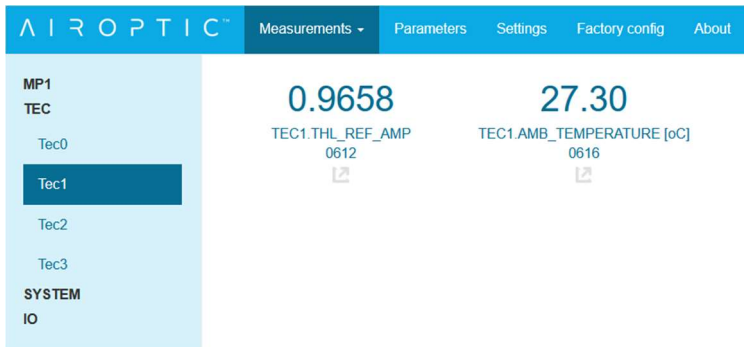 AIROPTIC™ Measurements Parameters Settings Factory config About
MP1
TEC
Tec0
Tec1
Tec2
Tec3
SYSTEM
IO
0.9658
TEC1.THL_REF_AMP
0612
27.30
TEC1.AMB_TEMPERATURE [oC]
0616